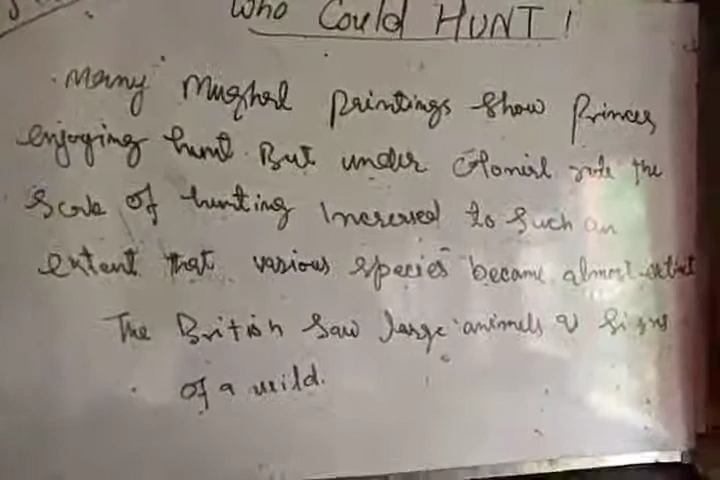 Who Could HUNT !
Many Mughal Paintings show Princes
enjoying hunt. But under colonial rule the
Scale of hunting Increased to such an
extent that various species became almost extinct
The British saw large animals as signs
of a wild.